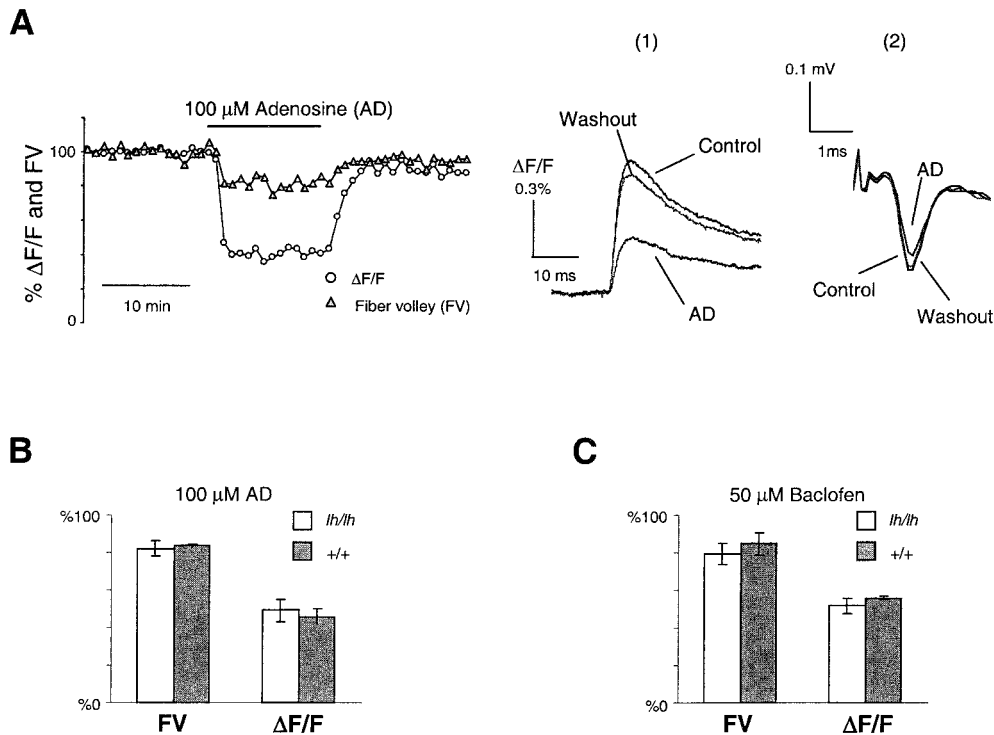 A
100 μM Adenosine (AD)
% ΔF/F and FV
100
0
10 min
ΔF/F
Fiber volley (FV)
(1)
Washout
Control
ΔF/F
0.3%
10 ms
AD
(2)
0.1 mV
1ms
AD
Control
Washout
B
100 μM AD
%100
%0
lh/lh
+/+
FV
ΔF/F
C
50 μM Baclofen
%100
%0
lh/lh
+/+
FV
ΔF/F